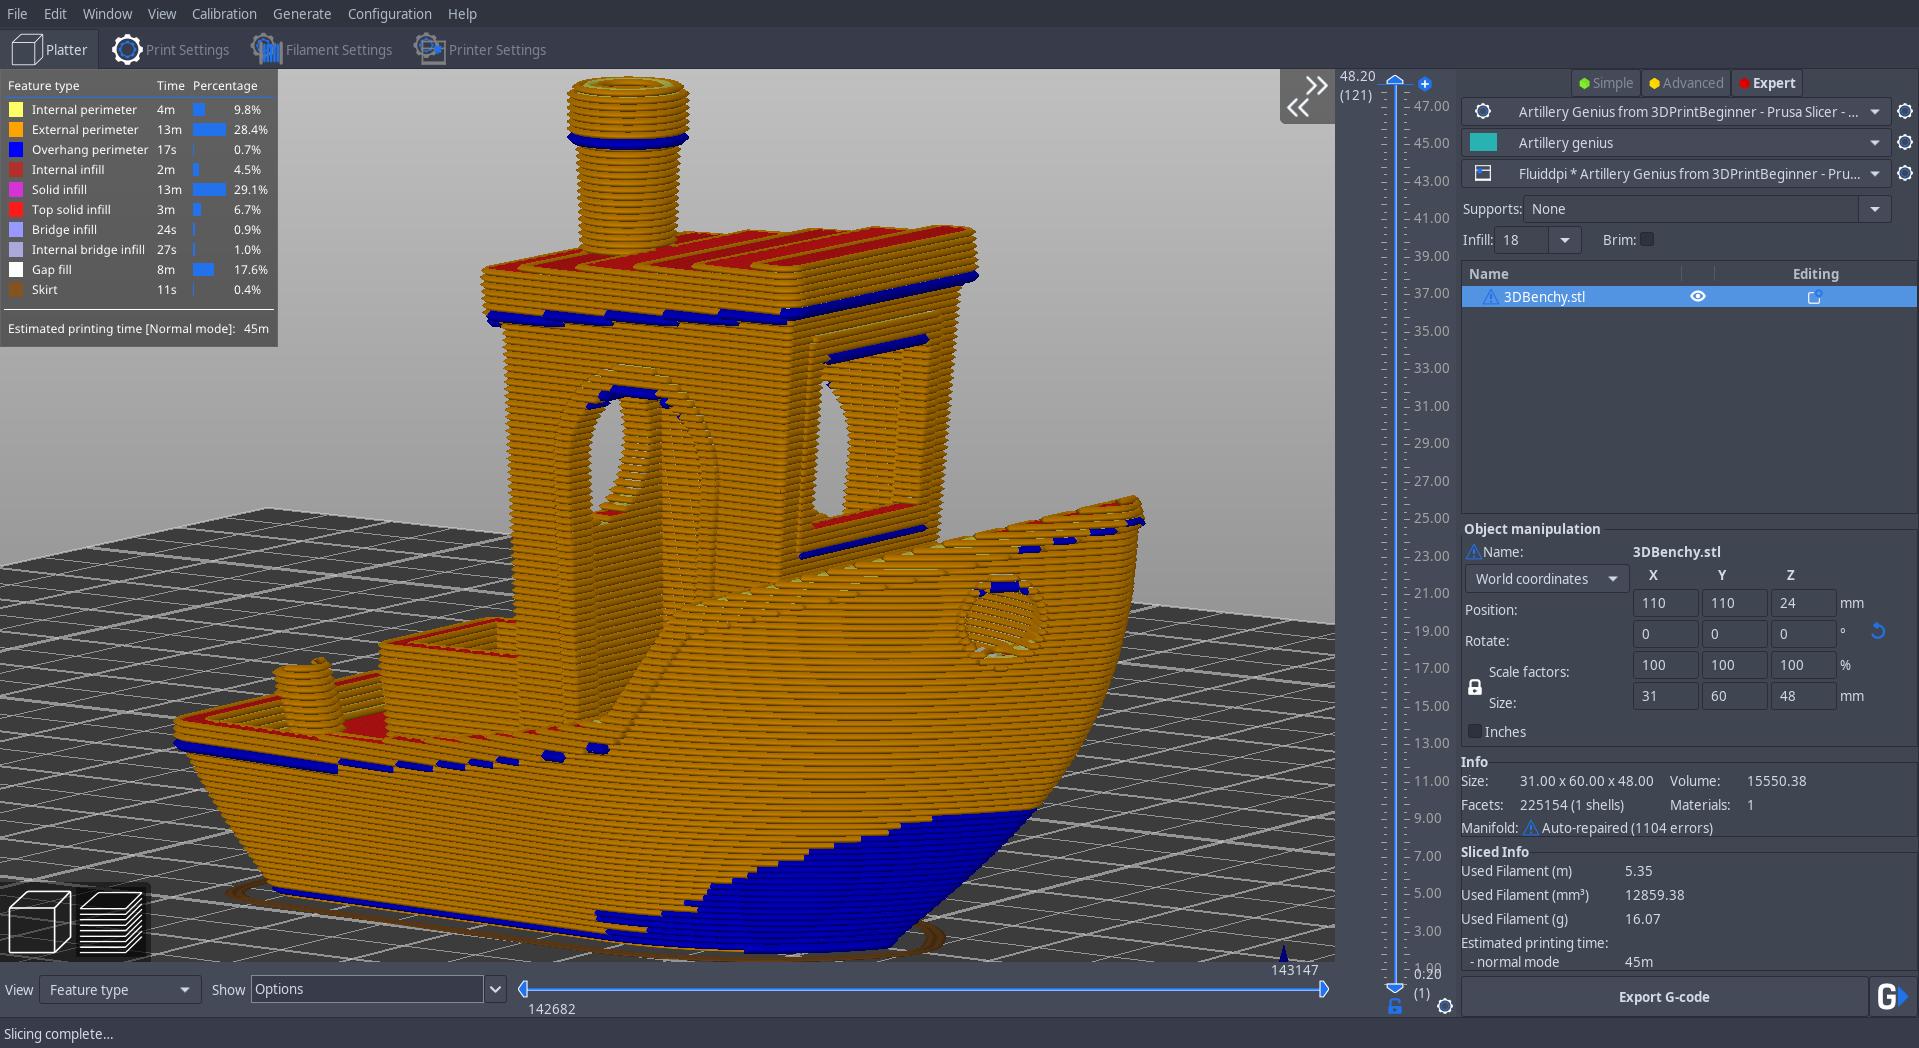 File Edit Window View Calibration Generate Configuration Help
Platter Print Settings Filament Settings Printer Settings
Feature type Time Percentage
Internal perimeter 4m 9.8%
External perimeter 13m 28.4%
Overhang perimeter 17s 0.7%
Internal infill 2m 4.5%
Solid infill 13m 29.1%
Top solid infill 3m 6.7%
Bridge infill 24s 0.9%
Internal bridge infill 27s 1.0%
Gap fill 8m 17.6%
Skirt 11s 0.4%
Estimated printing time [Normal mode]: 45m
48.20
(121)
47.00
45.00
43.00
41.00
39.00
37.00
35.00
33.00
31.00
29.00
27.00
25.00
23.00
21.00
19.00
17.00
15.00
13.00
11.00
9.00
7.00
5.00
3.00
1.00
0.20
(1)
Simple Advanced Expert
Artillery Genius from 3DPrintBeginner - Prusa Slicer - ...
Artillery genius
Fluiddpi * Artillery Genius from 3DPrintBeginner - Pru...
Supports: None
Infill: 18 Brim:
Name Editing
3DBenchy.stl
Object manipulation
Name: 3DBenchy.stl
World coordinates X Y Z
Position: 110 110 24 mm
Rotate: 0 0 0 °
Scale factors: 100 100 100 %
Size: 31 60 48 mm
Inches
Info
Size: 31.00 x 60.00 x 48.00 Volume: 15550.38
Facets: 225154 (1 shells) Materials: 1
Manifold: Auto-repaired (1104 errors)
Sliced Info
Used Filament (m) 5.35
Used Filament (mm³) 12859.38
Used Filament (g) 16.07
Estimated printing time:
- normal mode 45m
Export G-code G
View Feature type Show Options
143147
142682
Slicing complete...